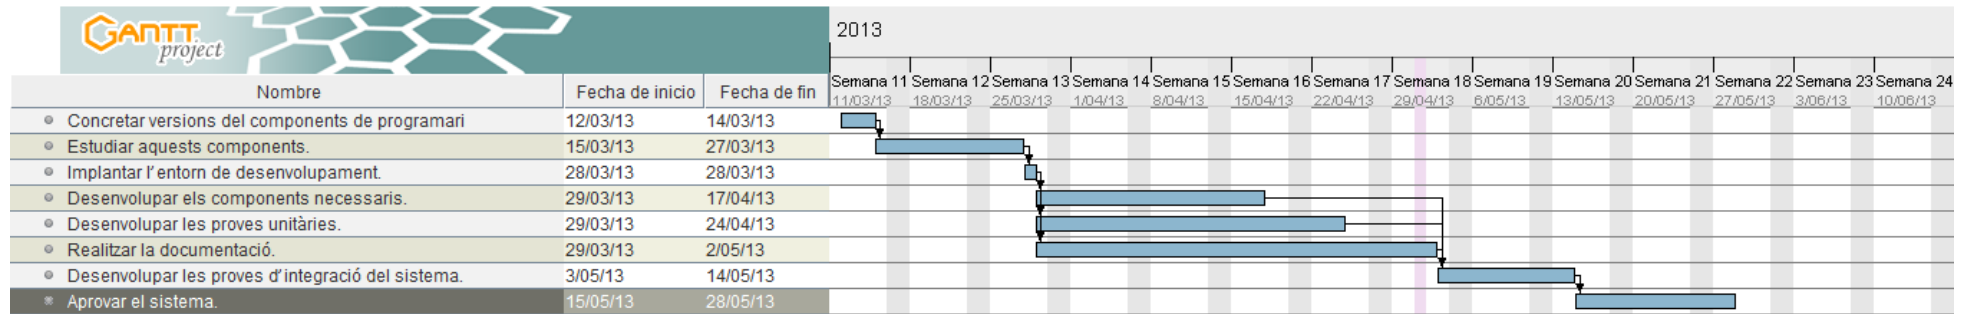 GANTT
project
2013
Nombre Fecha de inicio Fecha de fin
Semana 11 Semana 12 Semana 13 Semana 14 Semana 15 Semana 16 Semana 17 Semana 18 Semana 19 Semana 20 Semana 21 Semana 22 Semana 23 Semana 24
11/03/13 18/03/13 25/03/13 1/04/13 8/04/13 15/04/13 22/04/13 29/04/13 6/05/13 13/05/13 20/05/13 27/05/13 3/06/13 10/06/13
Concretar versions del components de programari 12/03/13 14/03/13
Estudiar aquests components. 15/03/13 27/03/13
Implantar l'entorn de desenvolupament. 28/03/13 28/03/13
Desenvolupar els components necessaris. 29/03/13 17/04/13
Desenvolupar les proves unitàries. 29/03/13 24/04/13
Realitzar la documentació. 29/03/13 2/05/13
Desenvolupar les proves d'integració del sistema. 3/05/13 14/05/13
Aprovar el sistema. 15/05/13 28/05/13